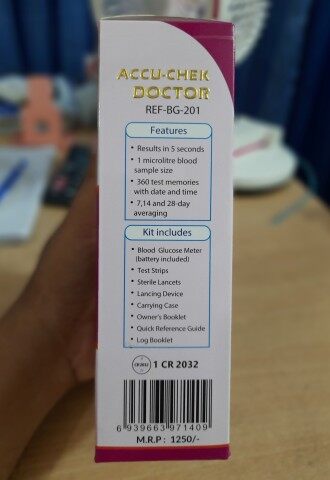 ACCU-CHEK
DOCTOR
REF-BG-201
Features
• Results in 5 seconds
• 1 microlitre blood
sample size
• 360 test memories
with date and time
• 7,14 and 28-day
averaging
Kit includes
• Blood Glucose Meter
(battery included)
• Test Strips
• Sterile Lancets
• Lancing Device
• Carrying Case
• Owner's Booklet
• Quick Reference Guide
• Log Booklet
CR2032 1 CR 2032
6 939663 971409
M.R.P : 1250/-